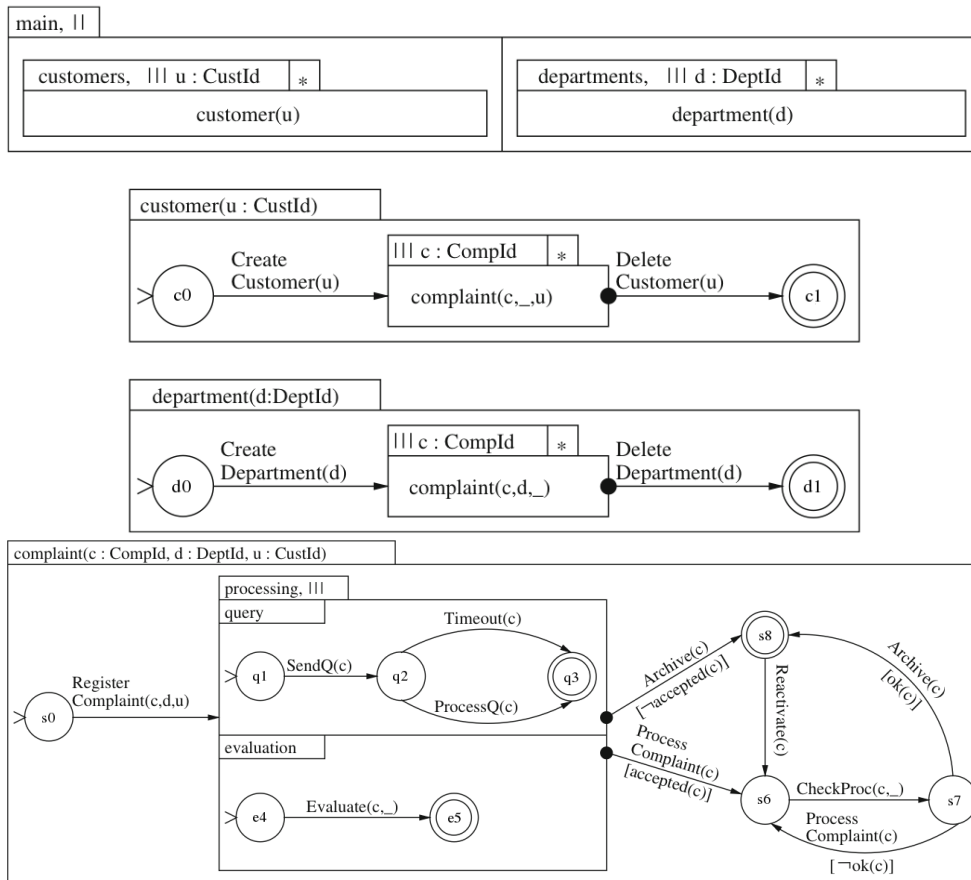 main, ||
customers, ||| u : CustId *
customer(u)
departments, ||| d : DeptId *
department(d)
customer(u : CustId)
c0
Create
Customer(u)
||| c : CompId *
complaint(c,_,u)
Delete
Customer(u)
c1
department(d:DeptId)
d0
Create
Department(d)
||| c : CompId *
complaint(c,d,_)
Delete
Department(d)
d1
complaint(c : CompId, d : DeptId, u : CustId)
s0
Register
Complaint(c,d,u)
processing, |||
query
q1
SendQ(c)
q2
Timeout(c)
ProcessQ(c)
q3
evaluation
e4
Evaluate(c,_)
e5
Archive(c)
[¬accepted(c)]
Process
Complaint(c)
[accepted(c)]
s8
Reactivate(c)
Archive(c)
[ok(c)]
s6
CheckProc(c,_)
s7
Process
Complaint(c)
[¬ok(c)]